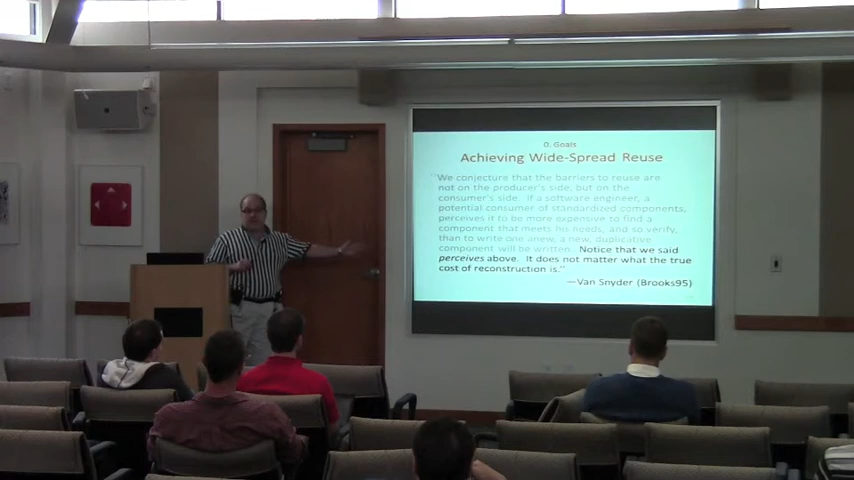 0. Goals
Achieving Wide-Spread Reuse
"We conjecture that the barriers to reuse are
not on the producer's side, but on the
consumer's side. If a software engineer, a
potential consumer of standardized components,
perceives it to be more expensive to find a
component that meets his needs, and so verify,
than to write one anew, a new, duplicative
component will be written. Notice that we said
perceives above. It does not matter what the true
cost of reconstruction is."
—Van Snyder (Brooks95)